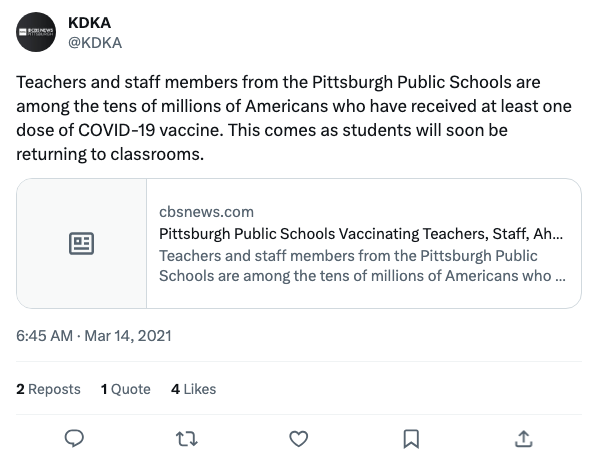 KDKA
@KDKA
Teachers and staff members from the Pittsburgh Public Schools are
among the tens of millions of Americans who have received at least one
dose of COVID-19 vaccine. This comes as students will soon be
returning to classrooms.
cbsnews.com
Pittsburgh Public Schools Vaccinating Teachers, Staff, Ah...
Teachers and staff members from the Pittsburgh Public
Schools are among the tens of millions of Americans who ...
6:45 AM · Mar 14, 2021
2 Reposts 1 Quote 4 Likes